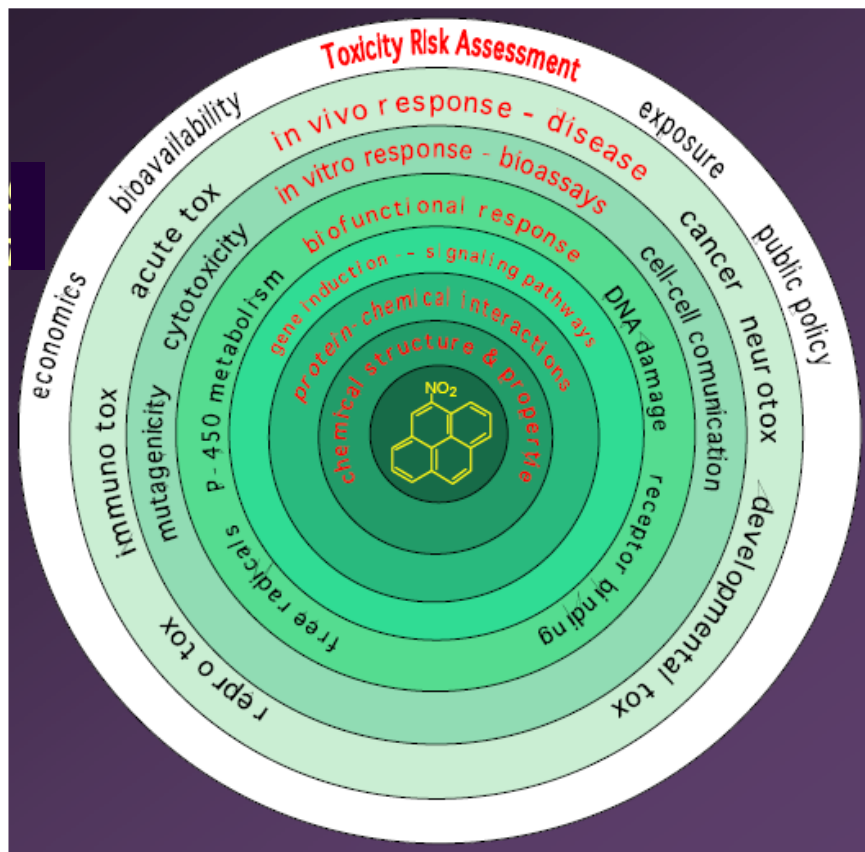 Toxicity Risk Assessment
bioavailability
exposure
economics
public policy
in vivo response - disease
acute tox
cancer
immuno tox
neurotox
repro tox
developmental tox
in vitro response - bioassays
cytotoxicity
cell-cell comunication
mutagenicity
biofunctional response
P-450 metabolism
DNA damage
free radicals
receptor binding
gene induction -- signaling pathways
protein-chemical interactions
chemical structure & propertie
NO2